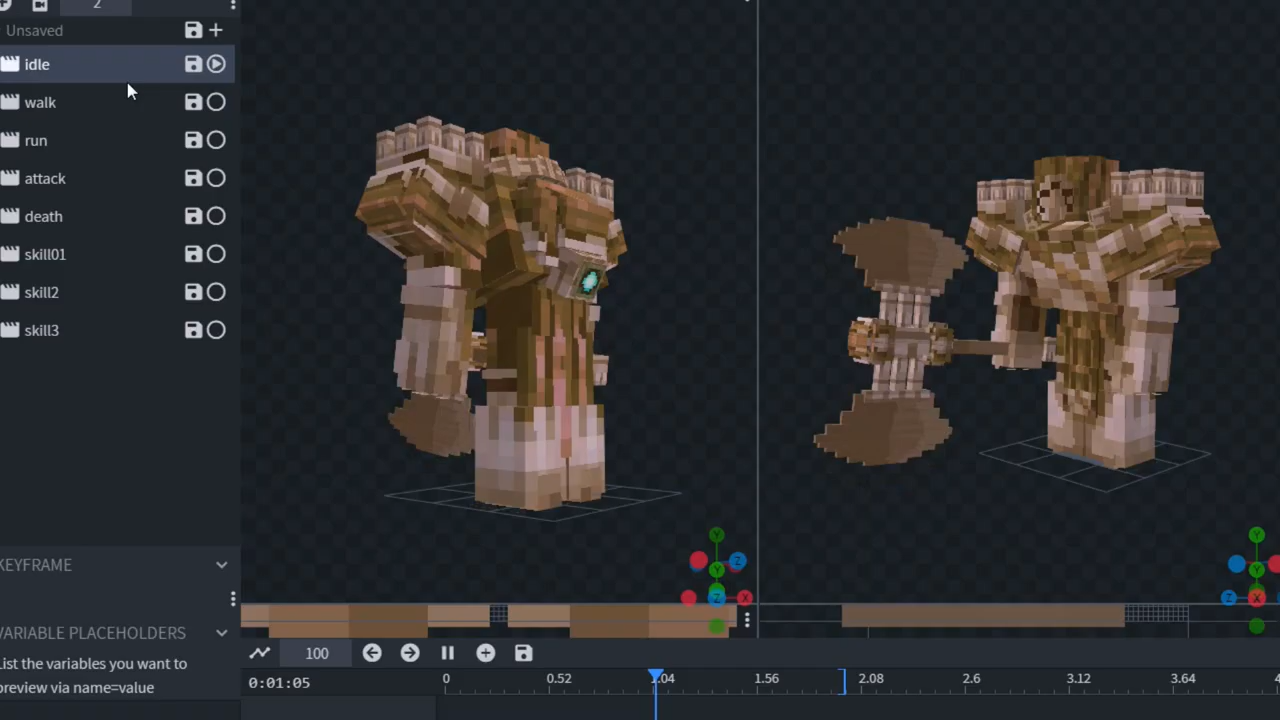 2
Unsaved
idle
walk
run
attack
death
skill01
skill2
skill3
KEYFRAME
VARIABLE PLACEHOLDERS
List the variables you want to
preview via name=value
100
0:01:05
0 0.52 1.04 1.56 2.08 2.6 3.12 3.64 4
Y
Z
Y
Z
X
Y
Y
Z
X